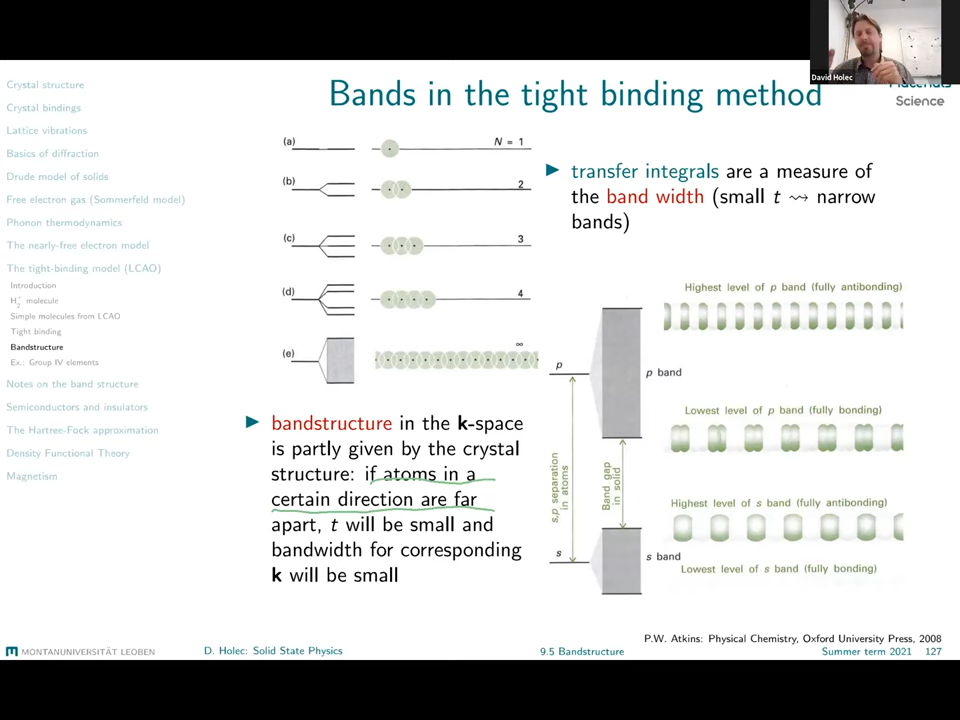 David Holec
Materials
Science
Bands in the tight binding method
Crystal structure
Crystal bindings
Lattice vibrations
Basics of diffraction
Drude model of solids
Free electron gas (Sommerfeld model)
Phonon thermodynamics
The nearly-free electron model
The tight-binding model (LCAO)
Introduction
H₂⁺ molecule
Simple molecules from LCAO
Tight binding
Bandstructure
Ex.: Group IV elements
Notes on the band structure
Semiconductors and insulators
The Hartree-Fock approximation
Density Functional Theory
Magnetism
(a) N = 1
(b) 2
(c) 3
(d) 4
(e) ∞
► transfer integrals are a measure of
the band width (small t ⇝ narrow
bands)
► bandstructure in the k-space
is partly given by the crystal
structure: if atoms in a
certain direction are far
apart, t will be small and
bandwidth for corresponding
k will be small
Highest level of p band (fully antibonding)
p
p band
Lowest level of p band (fully bonding)
s,p separation
in atoms
Band gap
in solid
Highest level of s band (fully antibonding)
s
s band
Lowest level of s band (fully bonding)
P.W. Atkins: Physical Chemistry, Oxford University Press, 2008
MONTANUNIVERSITÄT LEOBEN
D. Holec: Solid State Physics
9.5 Bandstructure
Summer term 2021 127